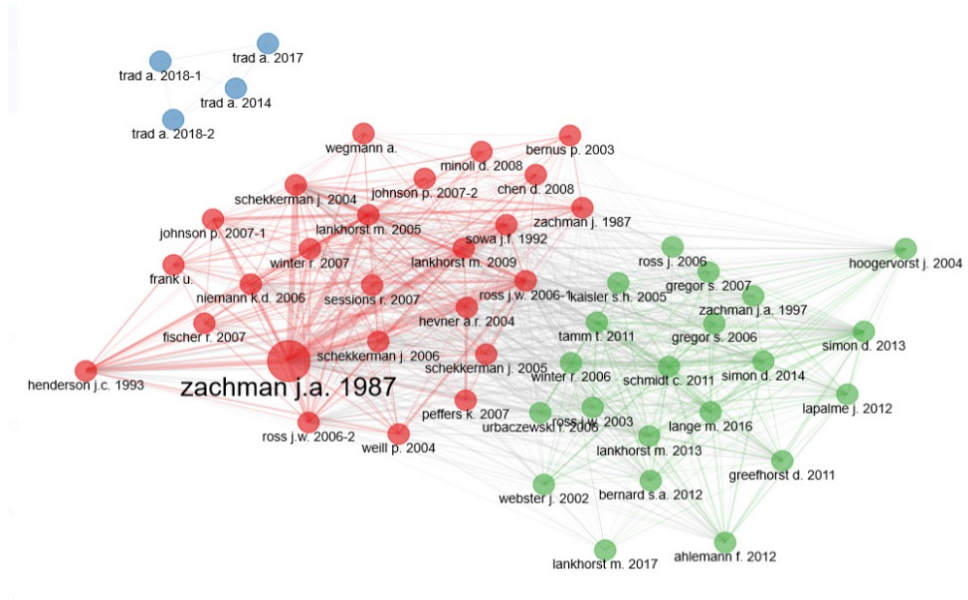 trad a. 2017
trad a. 2018-1
trad a. 2014
trad a. 2018-2
wegmann a.
bernus p. 2003
minoli d. 2008
johnson p. 2007-2
chen d. 2008
schekkerman j. 2004
zachman j. 1987
lankhorst m. 2005
johnson p. 2007-1
sowa j.f. 1992
winter r. 2007
lankhorst m. 2009
ross j. 2006
hoogervorst j. 2004
frank u.
niemann k.d. 2006
sessions r. 2007
ross j.w. 2006-1
kaisler s.h. 2005
gregor s. 2007
zachman j.a. 1997
hevner a.r. 2004
fischer r. 2007
tamm t. 2011
gregor s. 2006
simon d. 2013
schekkerman j. 2006
schekkerman j. 2005
henderson j.c. 1993
zachman j.a. 1987
winter r. 2006
schmidt c. 2011
simon d. 2014
lapalme j. 2012
peffers k. 2007
urbaczewski r. 2006
ross j.w. 2003
lange m. 2016
ross j.w. 2006-2
weill p. 2004
lankhorst m. 2013
greefhorst d. 2011
webster j. 2002
bernard s.a. 2012
lankhorst m. 2017
ahlemann f. 2012